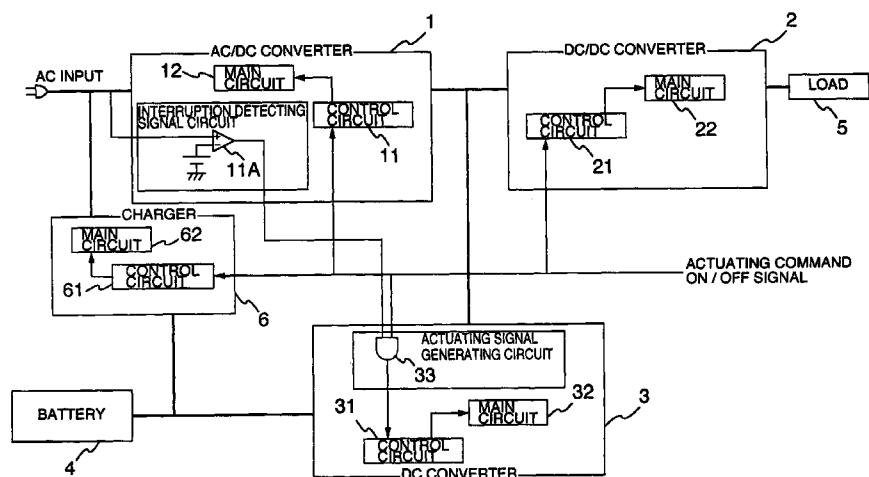 1
AC/DC CONVERTER
2
DC/DC CONVERTER
AC INPUT
12
MAIN
CIRCUIT
MAIN
CIRCUIT
22
LOAD
5
INTERRUPTION DETECTING
SIGNAL CIRCUIT
CONTROL
CIRCUIT
11
CONTROL
CIRCUIT
21
+
−
11A
CHARGER
MAIN
CIRCUIT
62
CONTROL
CIRCUIT
61
6
ACTUATING COMMAND
ON / OFF SIGNAL
ACTUATING SIGNAL
GENERATING CIRCUIT
33
BATTERY
4
31
MAIN
CIRCUIT
32
3
CONTROL
CIRCUIT
DC CONVERTER